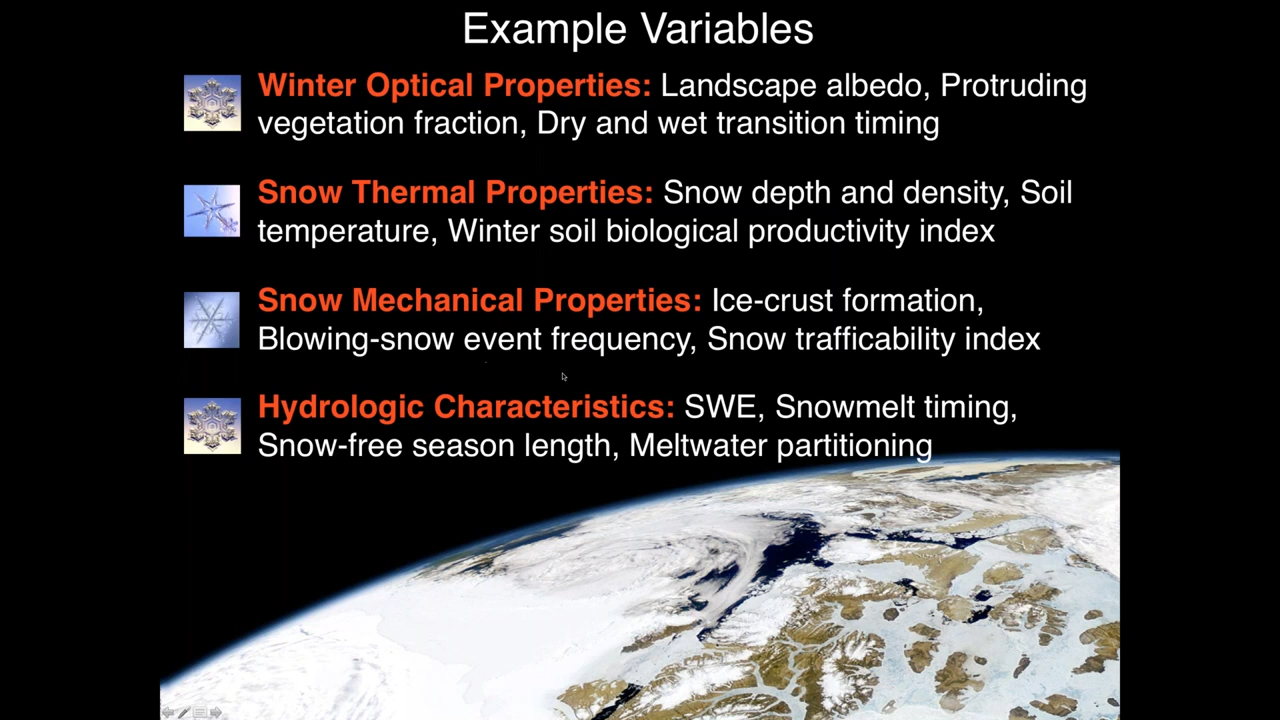 Example Variables
Winter Optical Properties: Landscape albedo, Protruding
vegetation fraction, Dry and wet transition timing
Snow Thermal Properties: Snow depth and density, Soil
temperature, Winter soil biological productivity index
Snow Mechanical Properties: Ice-crust formation,
Blowing-snow event frequency, Snow trafficability index
Hydrologic Characteristics: SWE, Snowmelt timing,
Snow-free season length, Meltwater partitioning